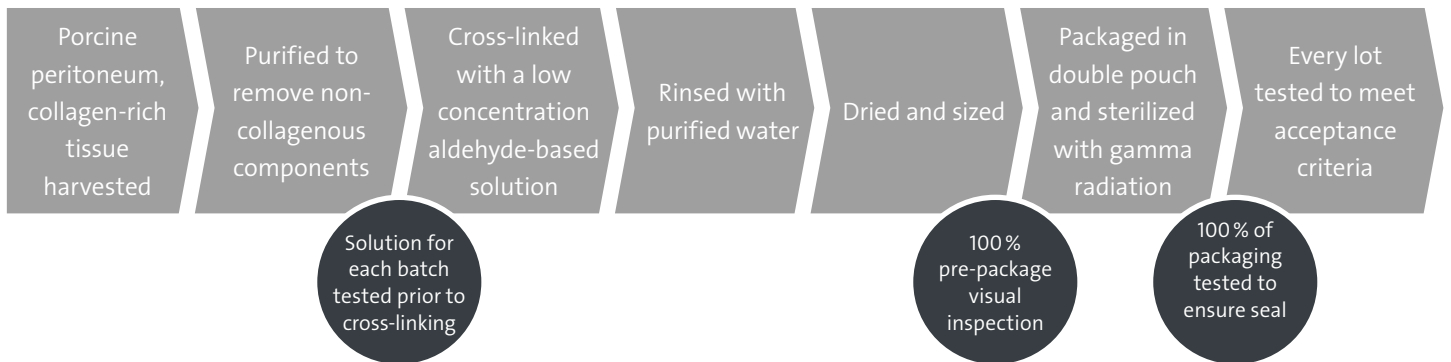 Porcine
peritoneum,
collagen-rich
tissue
harvested
Purified to
remove non-
collagenous
components
Cross-linked
with a low
concentration
aldehyde-based
solution
Rinsed with
purified water
Dried and sized
Packaged in
double pouch
and sterilized
with gamma
radiation
Every lot
tested to meet
acceptance
criteria
Solution for
each batch
tested prior to
cross-linking
100 %
pre-package
visual
inspection
100 % of
packaging
tested to
ensure seal